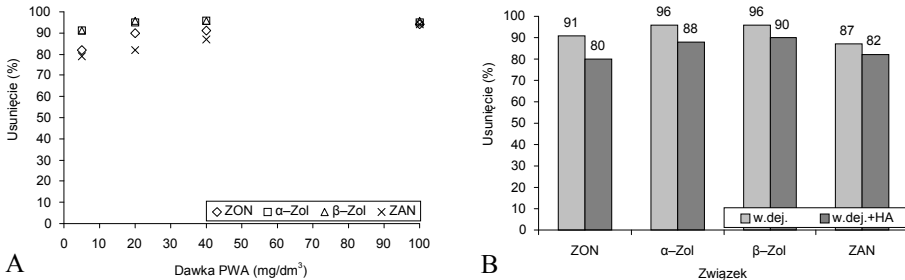 100
90
80
70
60
50
40
30
20
10
0
Usunięcie (%)
0 10 20 30 40 50 60 70 80 90 100
Dawka PWA (mg/dm³)
ZON α–Zol β–Zol ZAN
A
100
90
80
70
60
50
40
30
20
10
0
Usunięcie (%)
91 80 96 88 96 90 87 82
w.dej. w.dej.+HA
ZON α–Zol β–Zol ZAN
Związek
B